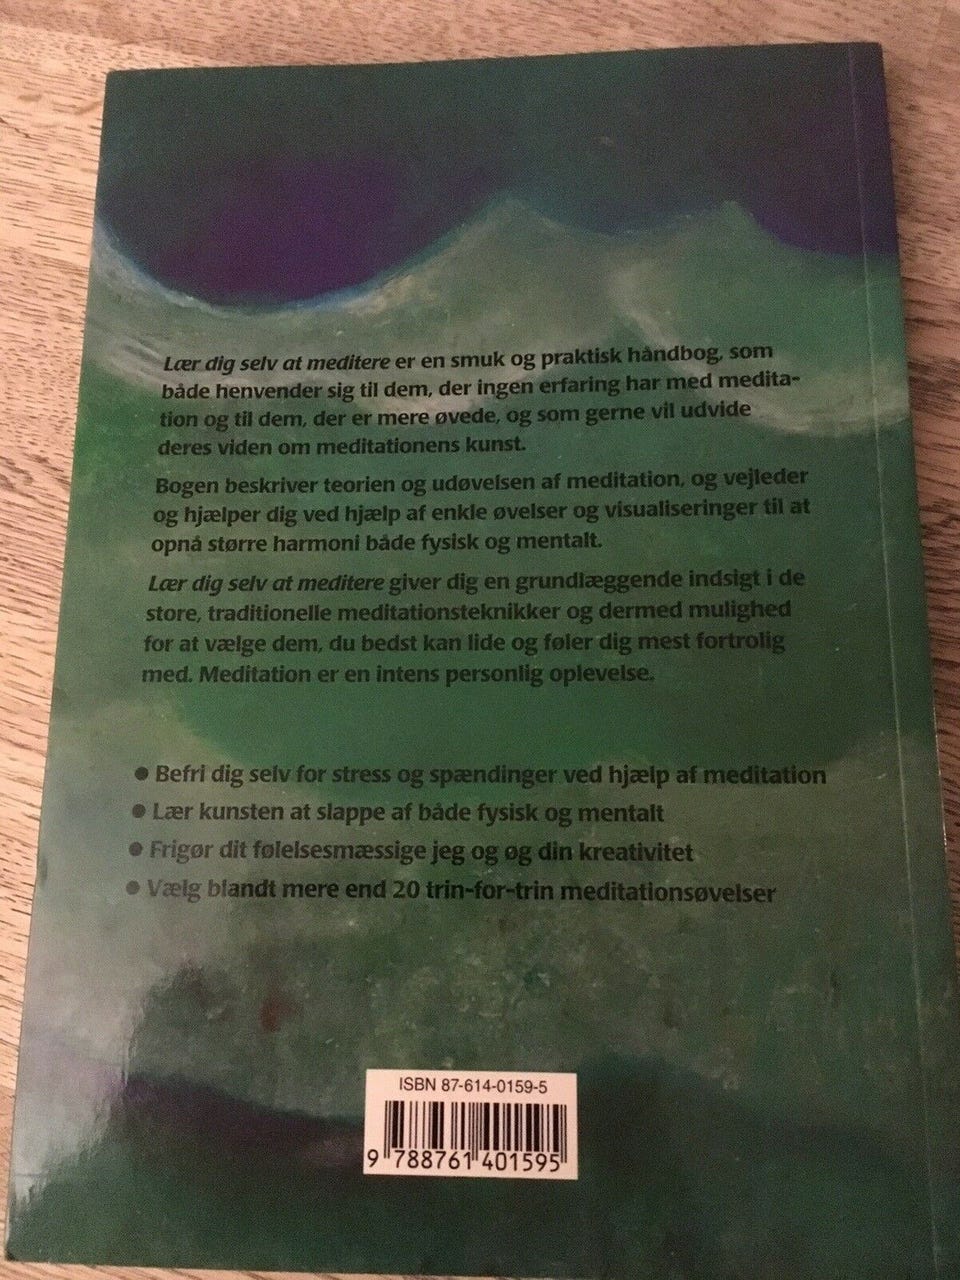 Lær dig selv at meditere er en smuk og praktisk håndbog, som
både henvender sig til dem, der ingen erfaring har med medita-
tion og til dem, der er mere øvede, og som gerne vil udvide
deres viden om meditationens kunst.
Bogen beskriver teorien og udøvelsen af meditation, og vejleder
og hjælper dig ved hjælp af enkle øvelser og visualiseringer til at
opnå større harmoni både fysisk og mentalt.
Lær dig selv at meditere giver dig en grundlæggende indsigt i de
store, traditionelle meditationsteknikker og dermed mulighed
for at vælge dem, du bedst kan lide og føler dig mest fortrolig
med. Meditation er en intens personlig oplevelse.
● Befri dig selv for stress og spændinger ved hjælp af meditation
● Lær kunsten at slappe af både fysisk og mentalt
● Frigør dit følelsesmæssige jeg og øg din kreativitet
● Vælg blandt mere end 20 trin-for-trin meditationsøvelser
ISBN 87-614-0159-5
9 788761 401595